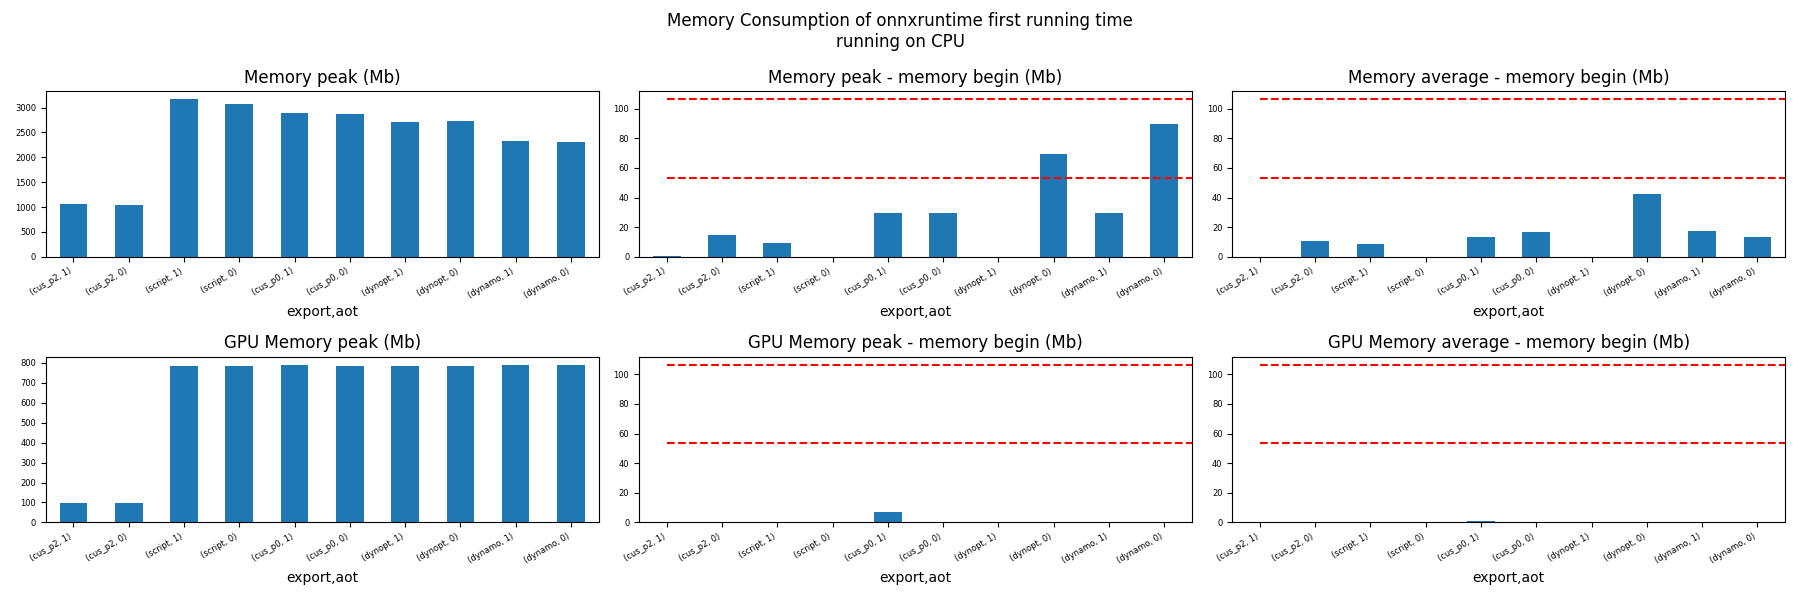 Memory Consumption of onnxruntime first running time
running on CPU
Memory peak (Mb)
3000
2500
2000
1500
1000
500
0
(cus_p2, 1)
(cus_p2, 0)
(script, 1)
(script, 0)
(cus_p0, 1)
(cus_p0, 0)
(dynopt, 1)
(dynopt, 0)
(dynamo, 1)
(dynamo, 0)
export,aot
Memory peak - memory begin (Mb)
100
80
60
40
20
0
(cus_p2, 1)
(cus_p2, 0)
(script, 1)
(script, 0)
(cus_p0, 1)
(cus_p0, 0)
(dynopt, 1)
(dynopt, 0)
(dynamo, 1)
(dynamo, 0)
export,aot
Memory average - memory begin (Mb)
100
80
60
40
20
0
(cus_p2, 1)
(cus_p2, 0)
(script, 1)
(script, 0)
(cus_p0, 1)
(cus_p0, 0)
(dynopt, 1)
(dynopt, 0)
(dynamo, 1)
(dynamo, 0)
export,aot
GPU Memory peak (Mb)
800
700
600
500
400
300
200
100
0
(cus_p2, 1)
(cus_p2, 0)
(script, 1)
(script, 0)
(cus_p0, 1)
(cus_p0, 0)
(dynopt, 1)
(dynopt, 0)
(dynamo, 1)
(dynamo, 0)
export,aot
GPU Memory peak - memory begin (Mb)
100
80
60
40
20
0
(cus_p2, 1)
(cus_p2, 0)
(script, 1)
(script, 0)
(cus_p0, 1)
(cus_p0, 0)
(dynopt, 1)
(dynopt, 0)
(dynamo, 1)
(dynamo, 0)
export,aot
GPU Memory average - memory begin (Mb)
100
80
60
40
20
0
(cus_p2, 1)
(cus_p2, 0)
(script, 1)
(script, 0)
(cus_p0, 1)
(cus_p0, 0)
(dynopt, 1)
(dynopt, 0)
(dynamo, 1)
(dynamo, 0)
export,aot